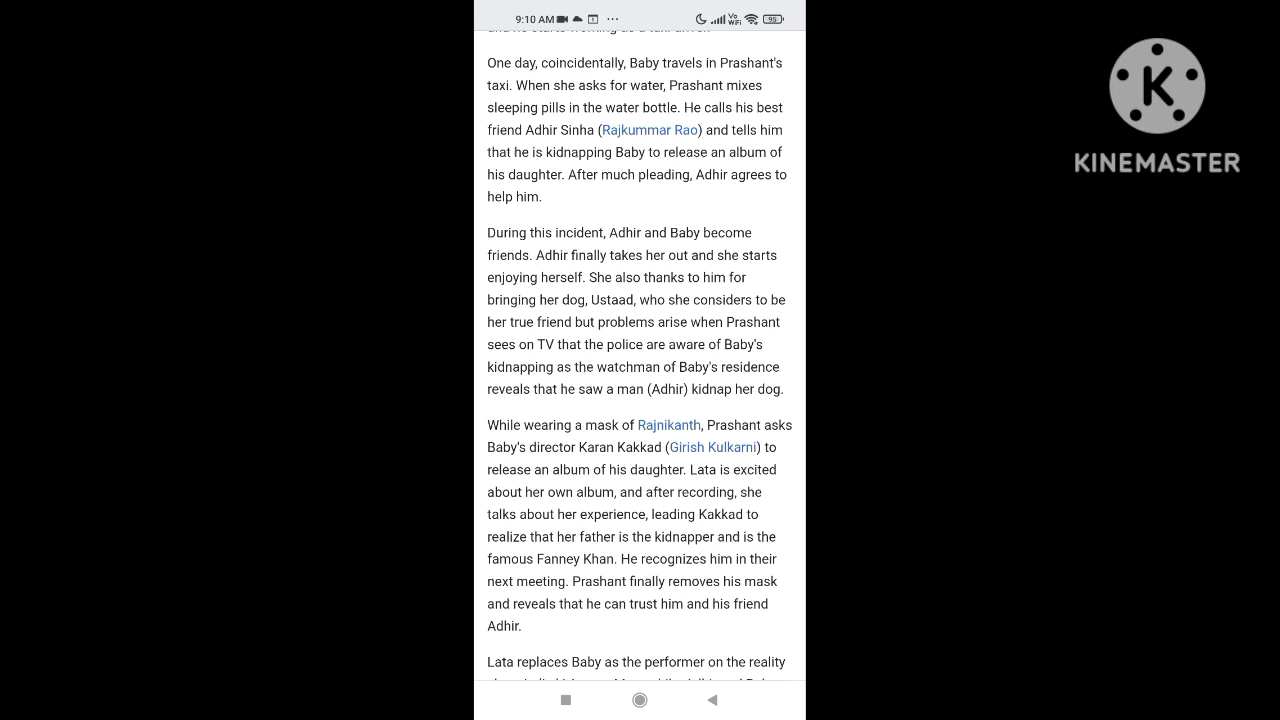 9:10 AM
Vo
WiFi
95
One day, coincidentally, Baby travels in Prashant's
taxi. When she asks for water, Prashant mixes
sleeping pills in the water bottle. He calls his best
friend Adhir Sinha (Rajkummar Rao) and tells him
that he is kidnapping Baby to release an album of
his daughter. After much pleading, Adhir agrees to
help him.
During this incident, Adhir and Baby become
friends. Adhir finally takes her out and she starts
enjoying herself. She also thanks to him for
bringing her dog, Ustaad, who she considers to be
her true friend but problems arise when Prashant
sees on TV that the police are aware of Baby's
kidnapping as the watchman of Baby's residence
reveals that he saw a man (Adhir) kidnap her dog.
While wearing a mask of Rajnikanth, Prashant asks
Baby's director Karan Kakkad (Girish Kulkarni) to
release an album of his daughter. Lata is excited
about her own album, and after recording, she
talks about her experience, leading Kakkad to
realize that her father is the kidnapper and is the
famous Fanney Khan. He recognizes him in their
next meeting. Prashant finally removes his mask
and reveals that he can trust him and his friend
Adhir.
Lata replaces Baby as the performer on the reality
K
KINEMASTER